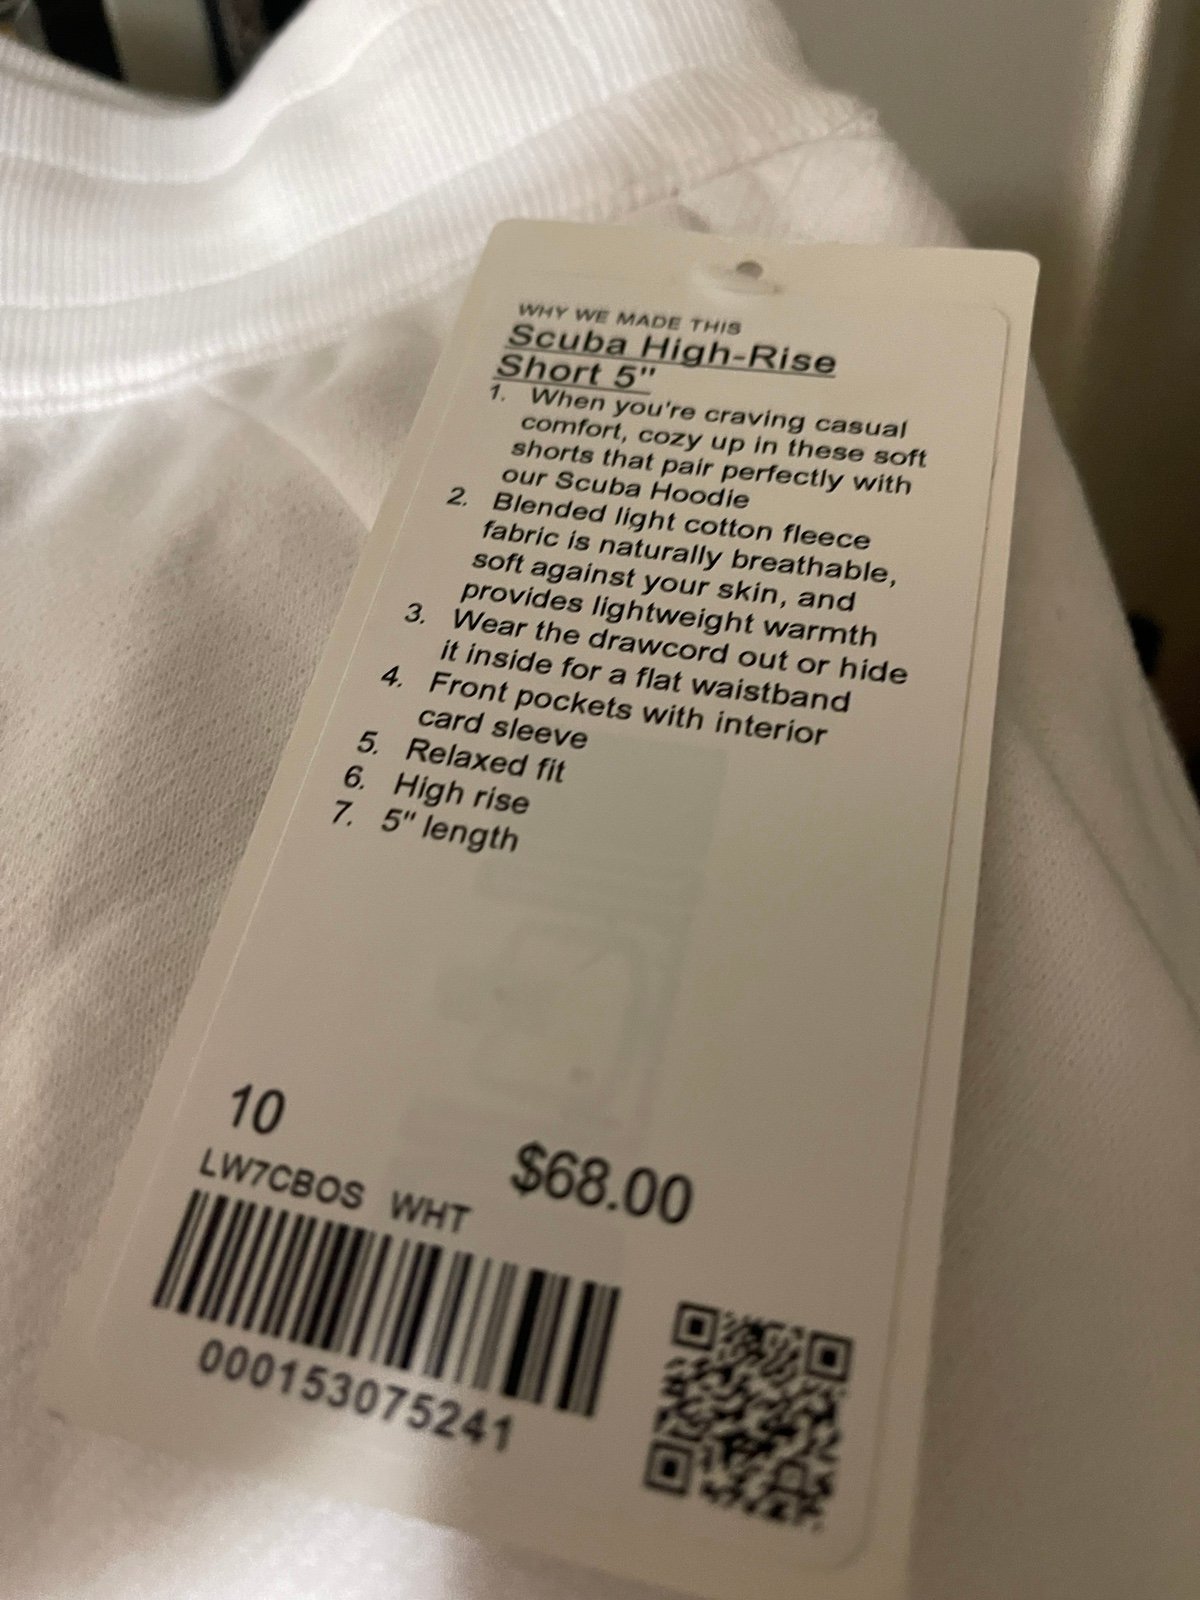 WHY WE MADE THIS
Scuba High-Rise
Short 5"
1. When you're craving casual
comfort, cozy up in these soft
shorts that pair perfectly with
our Scuba Hoodie
2. Blended light cotton fleece
fabric is naturally breathable,
soft against your skin, and
provides lightweight warmth
3. Wear the drawcord out or hide
it inside for a flat waistband
4. Front pockets with interior
card sleeve
5. Relaxed fit
6. High rise
7. 5" length
10
$68.00
LW7CBOS WHT
000153075241